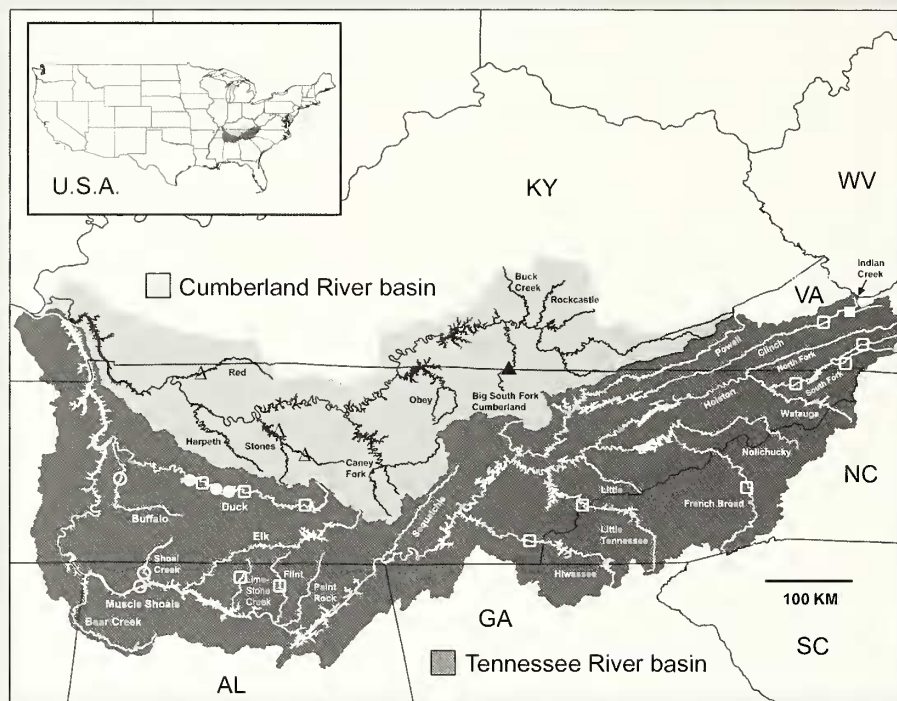 U.S.A.
KY
WV
Indian
Creek
VA
Cumberland River basin
Buck
Creek
Rockcastle
Powell
Clinch
North Fork
South Fork
Holston
Watauga
Red
Obey
Big South Fork
Cumberland
Harpeth
Stones
Caney
Fork
Nolichucky
NC
Duck
Buffalo
Sequatchie
Little
French Broad
Little
Tennessee
Elk
Shoal
Creek
Lime-
Stone
Creek
Flint
Paint
Rock
Hiwassee
Muscle Shoals
Bear Creek
GA
100 KM
SC
Tennessee River basin
AL